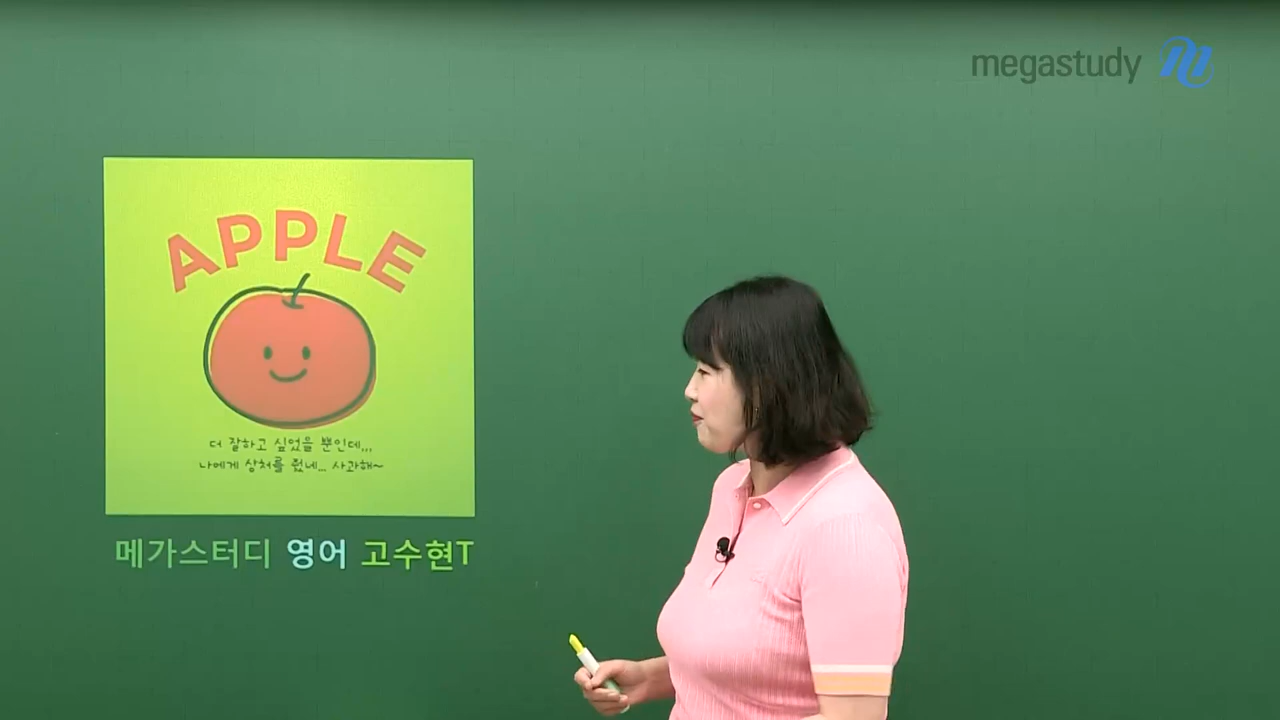 megastudy
APPLE
더 잘하고 싶었을 뿐인데...
나에게 상처를 줬네... 사과해~
메가스터디 영어 고수현T